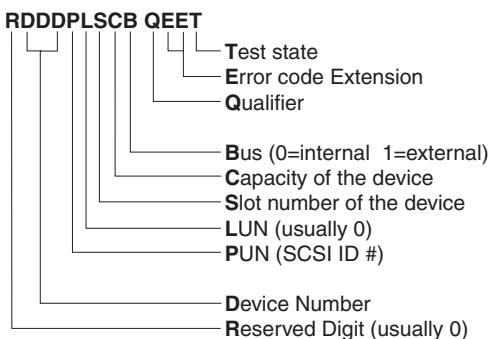 RDDDPLSCB QEET
Test state
Error code Extension
Qualifier
Bus (0=internal 1=external)
Capacity of the device
Slot number of the device
LUN (usually 0)
PUN (SCSI ID #)
Device Number
Reserved Digit (usually 0)